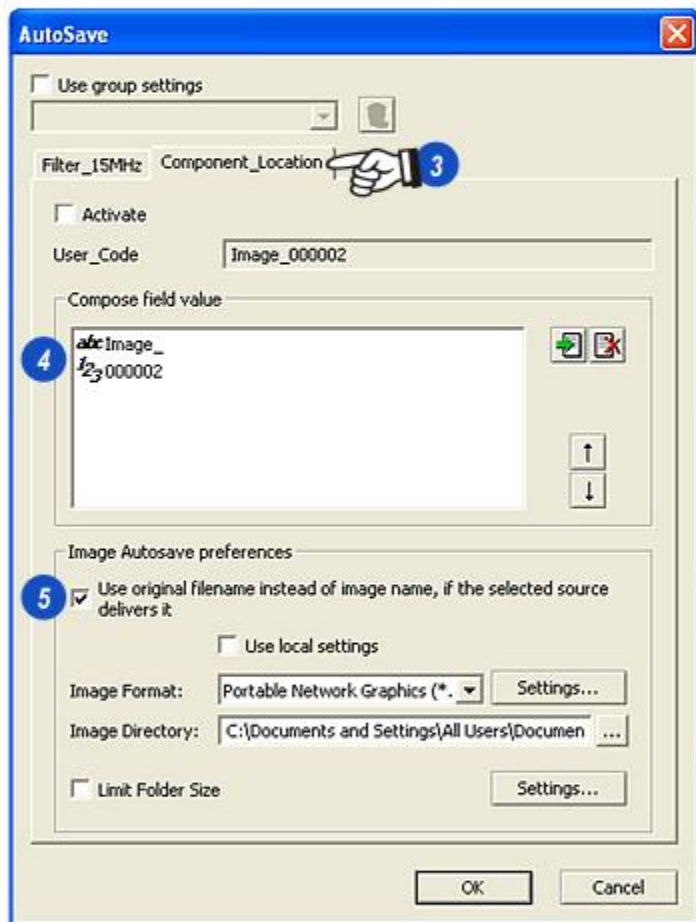 AutoSave
Use group settings
Filter_15MHz Component_Location 3
Activate
User_Code Image_000002
Compose field value
4
abc Image_
123 000002
Image Autosave preferences
5
Use original filename instead of image name, if the selected source
delivers it
Use local settings
Image Format: Portable Network Graphics (*. Settings...
Image Directory: C:\Documents and Settings\All Users\Documen ...
Limit Folder Size Settings...
OK Cancel